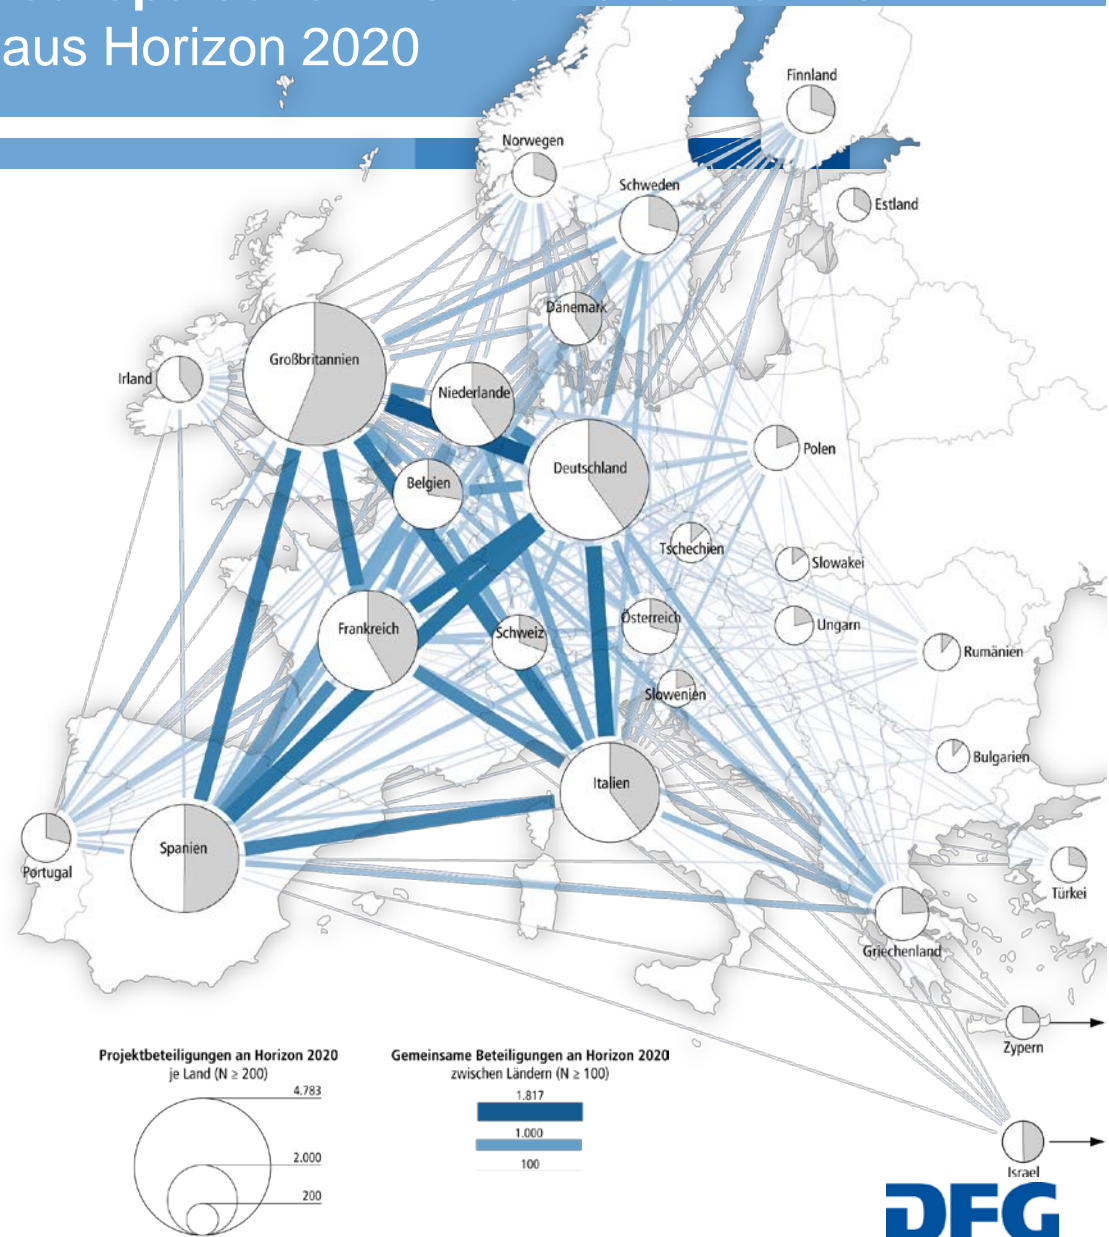 aus Horizon 2020
Finnland
Norwegen
Schweden
Estland
Dänemark
Großbritannien
Irland
Niederlande
Polen
Deutschland
Belgien
Tschechien
Slowakei
Österreich
Ungarn
Frankreich
Schweiz
Rumänien
Slowenien
Bulgarien
Italien
Spanien
Portugal
Türkei
Griechenland
Zypern
Israel
Projektbeteiligungen an Horizon 2020
je Land (N ≥ 200)
4.783
2.000
200
Gemeinsame Beteiligungen an Horizon 2020
zwischen Ländern (N ≥ 100)
1.817
1.000
100
DFG